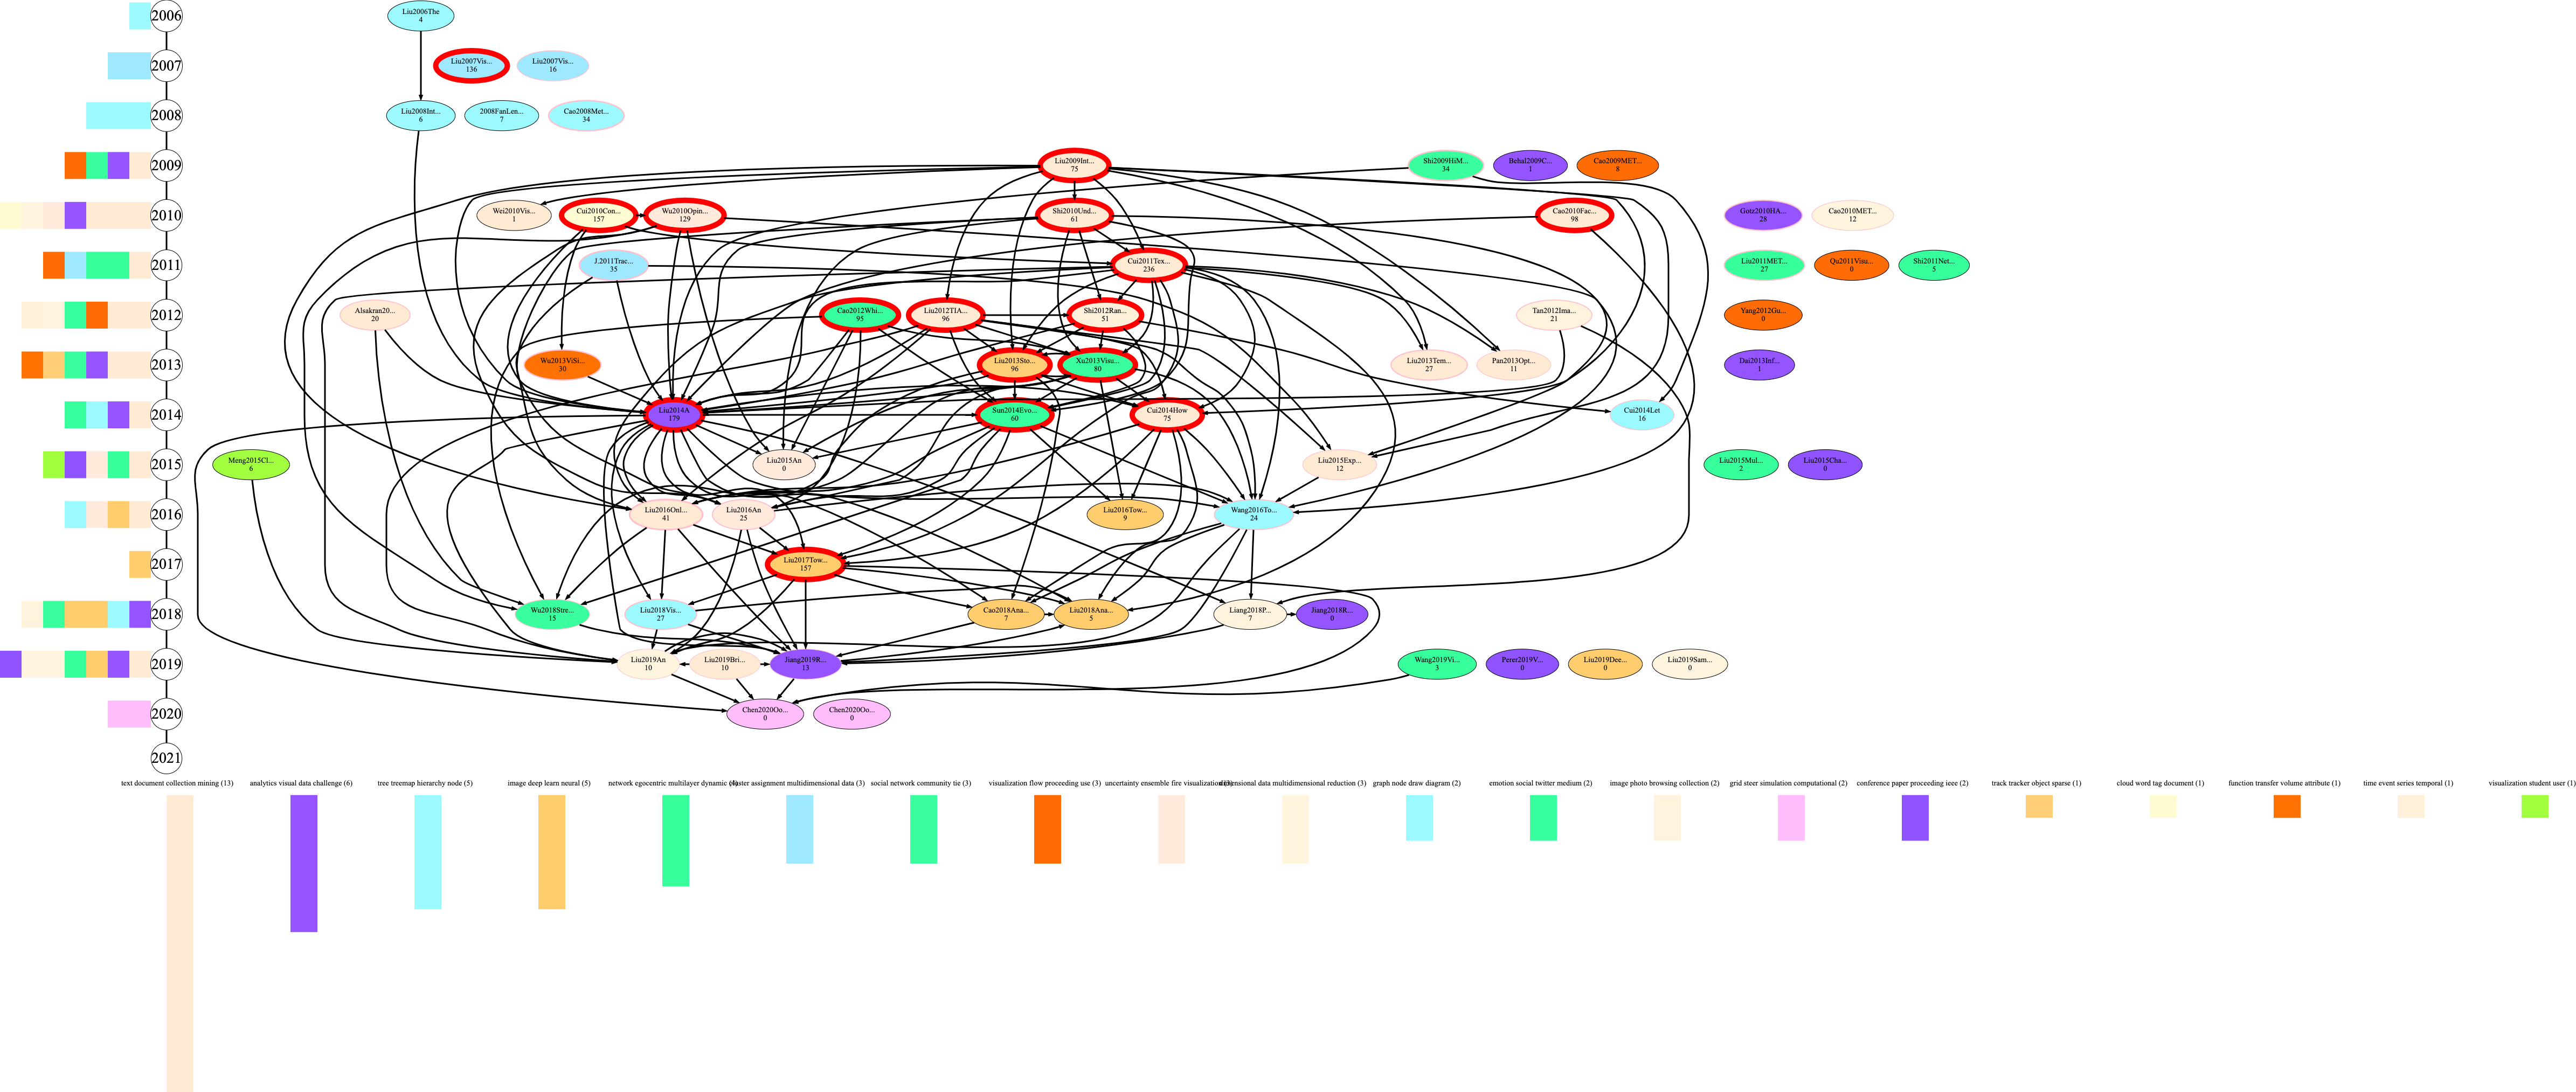 2006
Liu2006The
4
2007
Liu2007Vis...
136
Liu2007Vis...
16
2008
Liu2008Int...
6
2008FanLen...
7
Cao2008Met...
34
2009
Liu2009Int...
75
Shi2009HiM...
34
Behal2009C...
1
Cao2009MET...
8
2010
Wei2010Vis...
1
Cui2010Con...
157
Wu2010Opin...
129
Shi2010Und...
61
Cao2010Fac...
98
Gotz2010HA...
28
Cao2010MET...
12
2011
J.2011Trac...
35
Cui2011Tex...
236
Liu2011MET...
27
Qu2011Visu...
0
Shi2011Net...
5
2012
Alsakran20...
20
Cao2012Whi...
95
Liu2012TIA...
96
Shi2012Ran...
51
Tan2012Ima...
21
Yang2012Gu...
0
2013
Wu2013ViSi...
30
Liu2013Sto...
96
Xu2013Visu...
80
Liu2013Tem...
27
Pan2013Opt...
11
Dai2013Inf...
1
2014
Liu2014A
179
Sun2014Evo...
60
Cui2014How
75
Cui2014Let
16
2015
Meng2015Cl...
6
Liu2015An
0
Liu2015Exp...
12
Liu2015Mul...
2
Liu2015Cha...
0
2016
Liu2016Onl...
41
Liu2016An
25
Liu2016Tow...
9
Wang2016To...
24
2017
Liu2017Tow...
157
2018
Wu2018Stre...
15
Liu2018Vis...
27
Cao2018Ana...
7
Liu2018Ana...
5
Liang2018P...
7
Jiang2018R...
0
2019
Liu2019An
10
Liu2019Bri...
10
Jiang2019R...
13
Wang2019Vi...
3
Perer2019V...
0
Liu2019Dee...
0
Liu2019Sam...
0
2020
Chen2020Oo...
0
Chen2020Oo...
0
2021
text document collection mining (13)
analytics visual data challenge (6)
tree treemap hierarchy node (5)
image deep learn neural (5)
network egocentric multilayer dynamic (4)
assignment multidimensional data (3)
social network community tie (3)
visualization flow proceeding use (3)
uncertainty ensemble fire visualization
data multidimensional reduction (3)
graph node draw diagram (2)
emotion social twitter medium (2)
image photo browsing collection (2)
grid steer simulation computational (2)
conference paper proceeding ieee (2)
track tracker object sparse (1)
cloud word tag document (1)
function transfer volume attribute (1)
time event series temporal (1)
visualization student user (1)